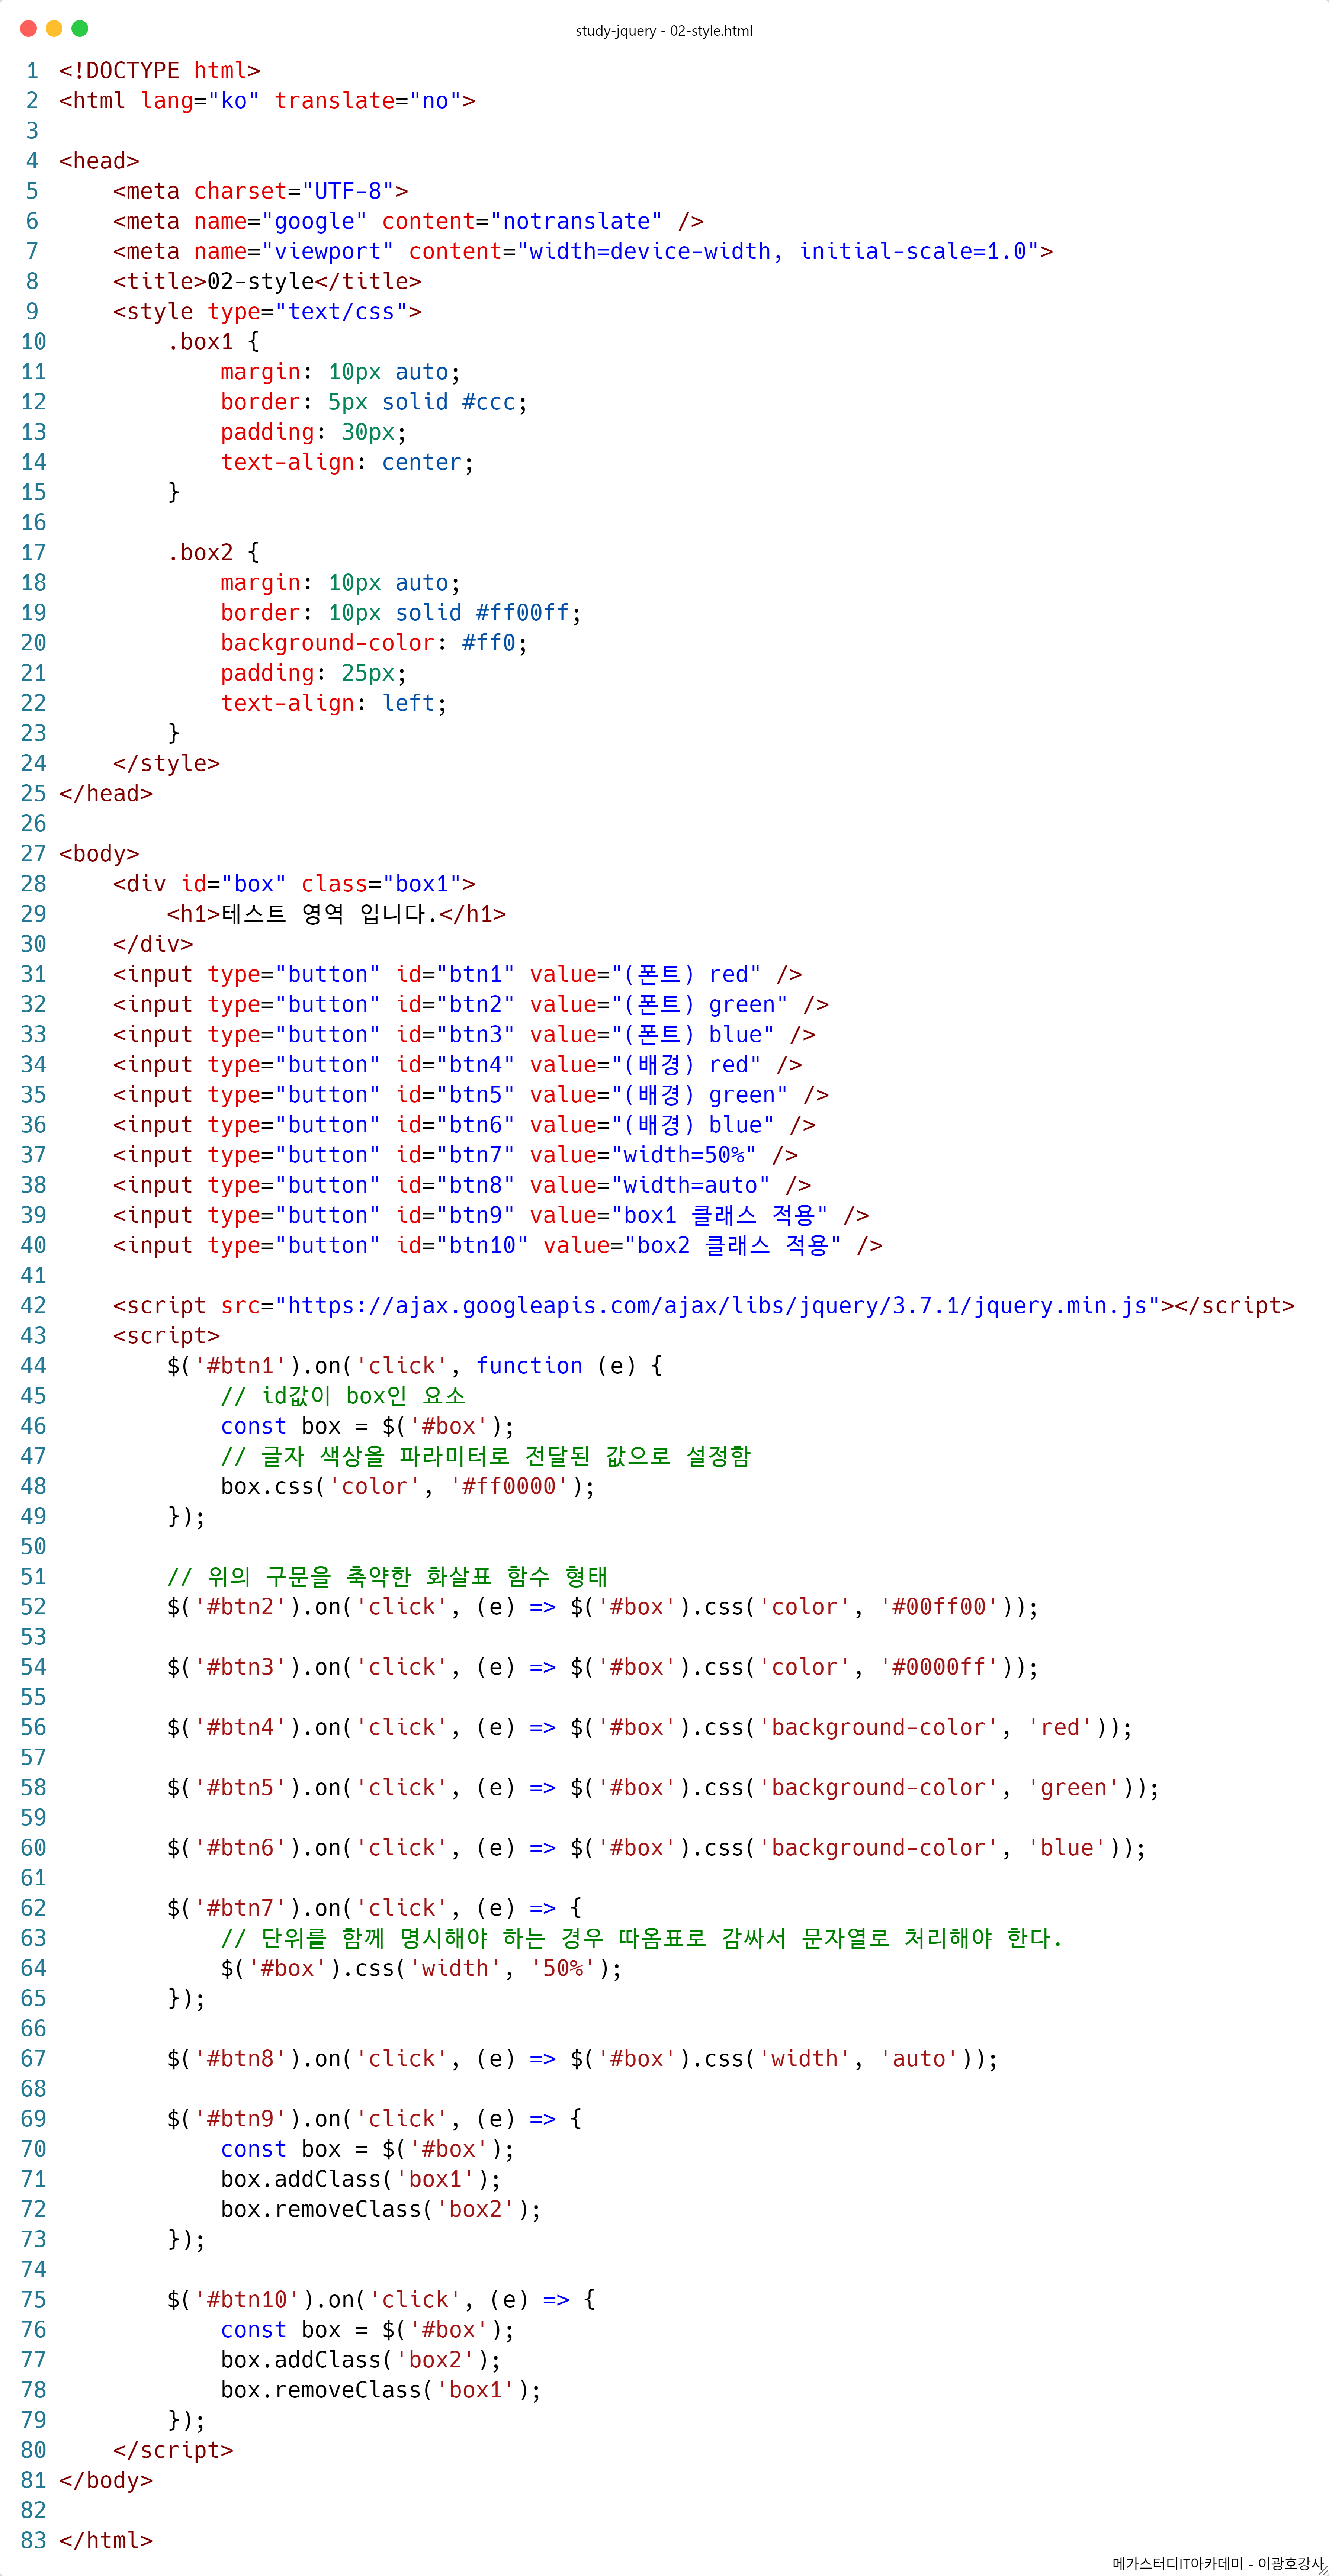 study-jquery - 02-style.html
1 <!DOCTYPE html>
2 <html lang="ko" translate="no">
3
4 <head>
5     <meta charset="UTF-8">
6     <meta name="google" content="notranslate" />
7     <meta name="viewport" content="width=device-width, initial-scale=1.0">
8     <title>02-style</title>
9     <style type="text/css">
10         .box1 {
11             margin: 10px auto;
12             border: 5px solid #ccc;
13             padding: 30px;
14             text-align: center;
15         }
16
17         .box2 {
18             margin: 10px auto;
19             border: 10px solid #ff00ff;
20             background-color: #ff0;
21             padding: 25px;
22             text-align: left;
23         }
24     </style>
25 </head>
26
27 <body>
28     <div id="box" class="box1">
29         <h1>테스트 영역 입니다.</h1>
30     </div>
31     <input type="button" id="btn1" value="(폰트) red" />
32     <input type="button" id="btn2" value="(폰트) green" />
33     <input type="button" id="btn3" value="(폰트) blue" />
34     <input type="button" id="btn4" value="(배경) red" />
35     <input type="button" id="btn5" value="(배경) green" />
36     <input type="button" id="btn6" value="(배경) blue" />
37     <input type="button" id="btn7" value="width=50%" />
38     <input type="button" id="btn8" value="width=auto" />
39     <input type="button" id="btn9" value="box1 클래스 적용" />
40     <input type="button" id="btn10" value="box2 클래스 적용" />
41
42     <script src="https://ajax.googleapis.com/ajax/libs/jquery/3.7.1/jquery.min.js"></script>
43     <script>
44         $('#btn1').on('click', function (e) {
45             // id값이 box인 요소
46             const box = $('#box');
47             // 글자 색상을 파라미터로 전달된 값으로 설정함
48             box.css('color', '#ff0000');
49         });
50
51         // 위의 구문을 축약한 화살표 함수 형태
52         $('#btn2').on('click', (e) => $('#box').css('color', '#00ff00'));
53
54         $('#btn3').on('click', (e) => $('#box').css('color', '#0000ff'));
55
56         $('#btn4').on('click', (e) => $('#box').css('background-color', 'red'));
57
58         $('#btn5').on('click', (e) => $('#box').css('background-color', 'green'));
59
60         $('#btn6').on('click', (e) => $('#box').css('background-color', 'blue'));
61
62         $('#btn7').on('click', (e) => {
63             // 단위를 함께 명시해야 하는 경우 따옴표로 감싸서 문자열로 처리해야 한다.
64             $('#box').css('width', '50%');
65         });
66
67         $('#btn8').on('click', (e) => $('#box').css('width', 'auto'));
68
69         $('#btn9').on('click', (e) => {
70             const box = $('#box');
71             box.addClass('box1');
72             box.removeClass('box2');
73         });
74
75         $('#btn10').on('click', (e) => {
76             const box = $('#box');
77             box.addClass('box2');
78             box.removeClass('box1');
79         });
80     </script>
81 </body>
82
83 </html>
메가스터디IT아카데미 - 이광호강사